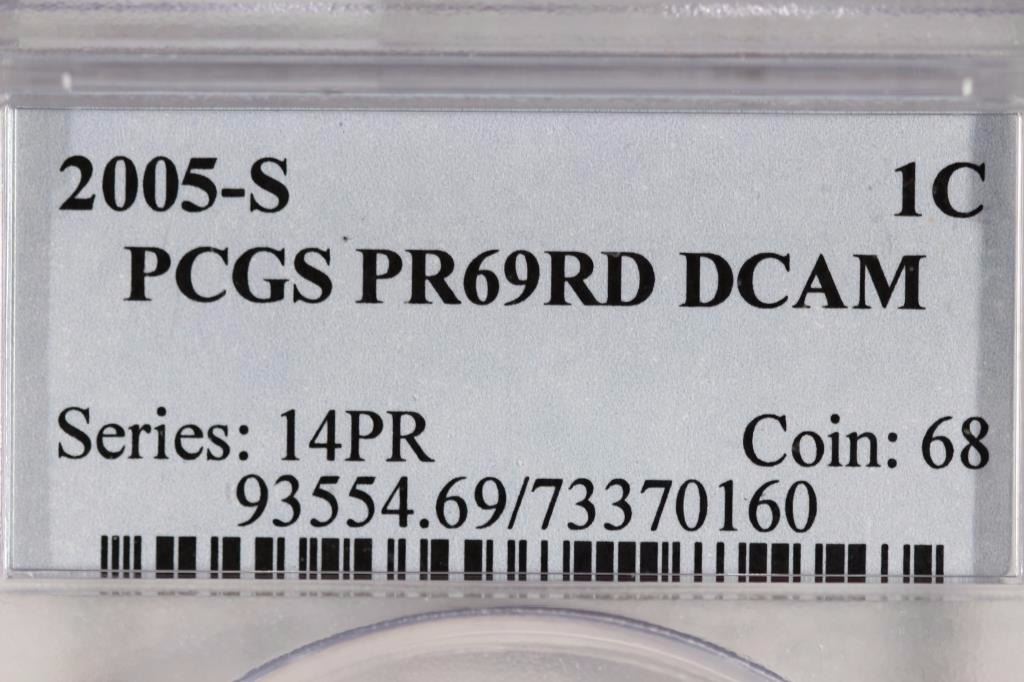 2005-S 1C
PCGS PR69RD DCAM
Series: 14PR Coin: 68
93554.69/73370160